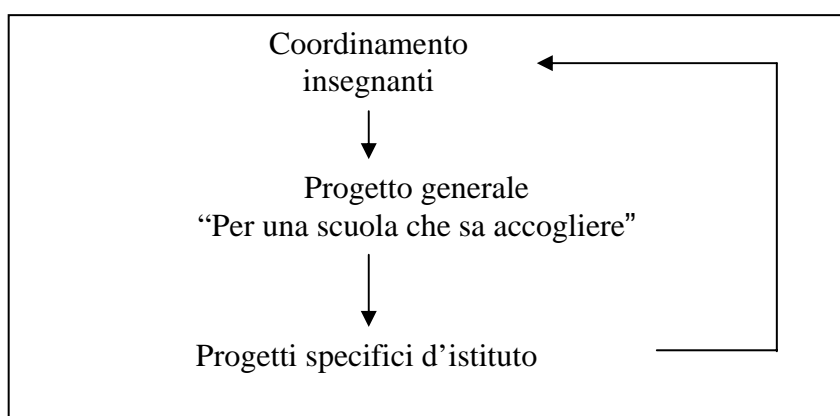 Coordinamento
insegnanti
Progetto generale
“Per una scuola che sa accogliere”
Progetti specifici d’istituto